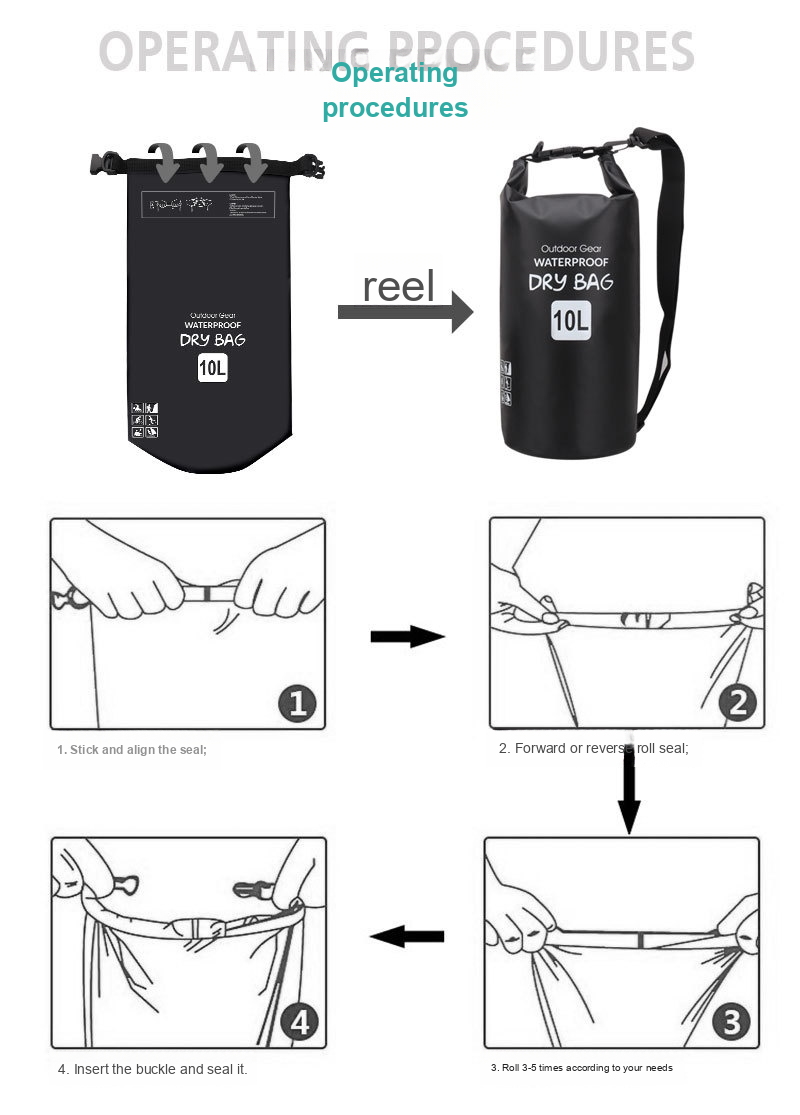 OPERATING PROCEDURES
Operating
procedures
Outdoor Gear
WATERPROOF
DRY BAG
10L
reel
Outdoor Gear
WATERPROOF
DRY BAG
10L
1
2
1. Stick and align the seal;
2. Forward or reverse roll seal;
4
3
4. Insert the buckle and seal it.
3. Roll 3-5 times according to your needs